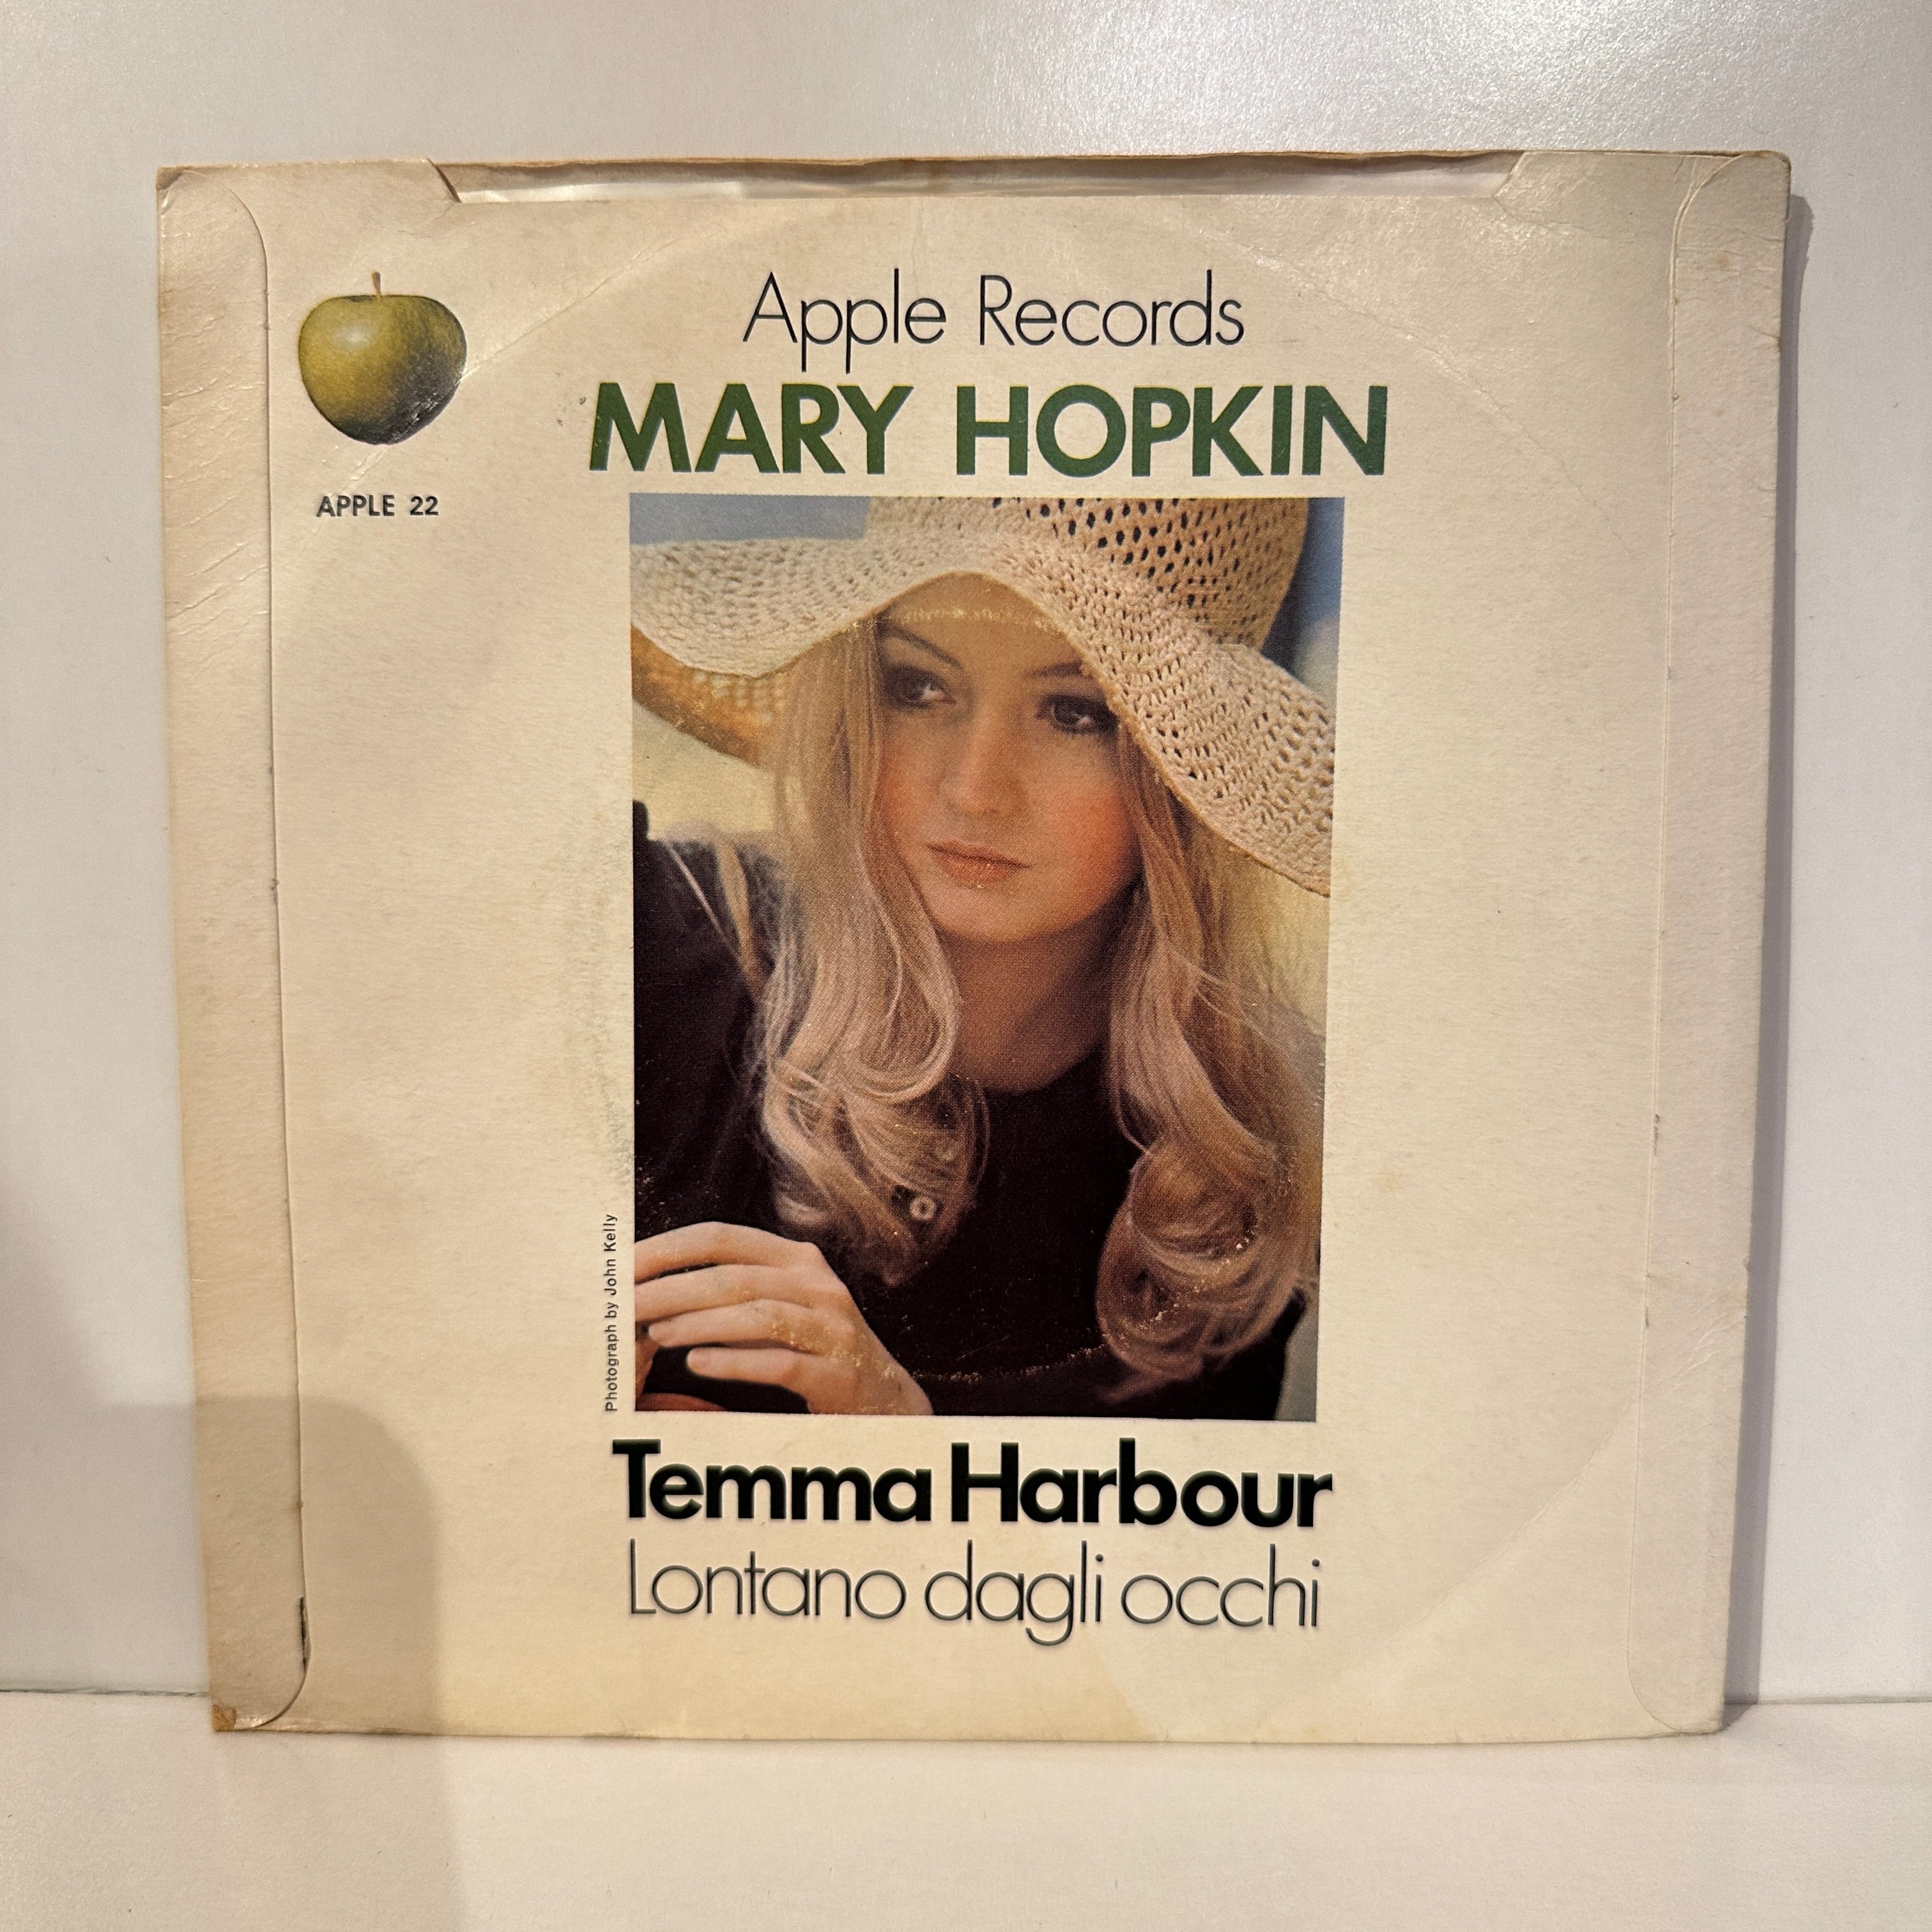 Apple Records
MARY HOPKIN
APPLE 22
Photograph by John Kelly
Temma Harbour
Lontano dagli occhi